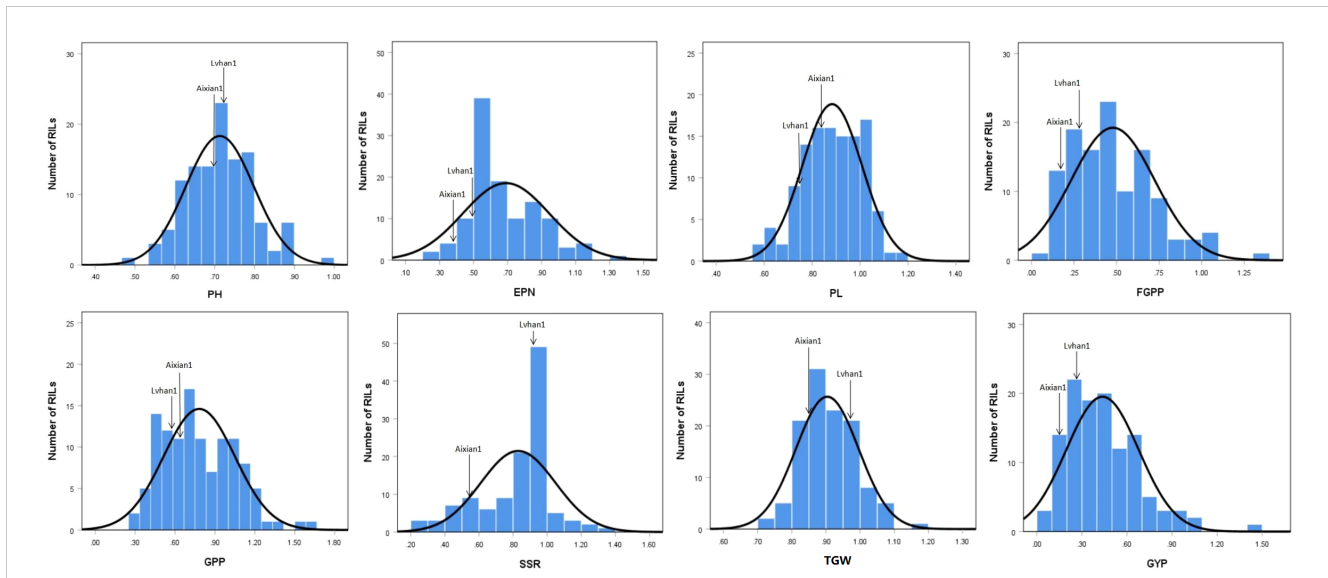 Number of RILs
30
20
10
0
Lvhan1
Aixian1
.40 .60 .70 .80 .90 1.00
PH
Number of RILs
50
40
30
20
10
0
Lvhan1
Aixian1
.10 .30 .50 .70 .90 1.10 1.30 1.50
EPN
Number of RILs
25
20
15
10
5
0
Aixian1
Lvhan1
.40 .60 .80 1.00 1.20 1.40
PL
Number of RILs
30
20
10
0
Lvhan1
Aixian1
.00 .25 .50 .75 1.00 1.25
FGPP
Number of RILs
25
20
15
10
5
0
Aixian1
Lvhan1
.00 .30 .60 .90 1.20 1.50 1.80
GPP
Number of RILs
50
40
30
20
10
0
Lvhan1
Aixian1
.20 .40 .60 .80 1.00 1.20 1.40 1.60
SSR
Number of RILs
40
30
20
10
0
Aixian1
Lvhan1
.60 .70 .80 .90 1.00 1.10 1.20 1.30
TGW
Number of RILs
30
20
10
0
Lvhan1
Aixian1
.00 .30 .60 .90 1.20 1.50
GYP